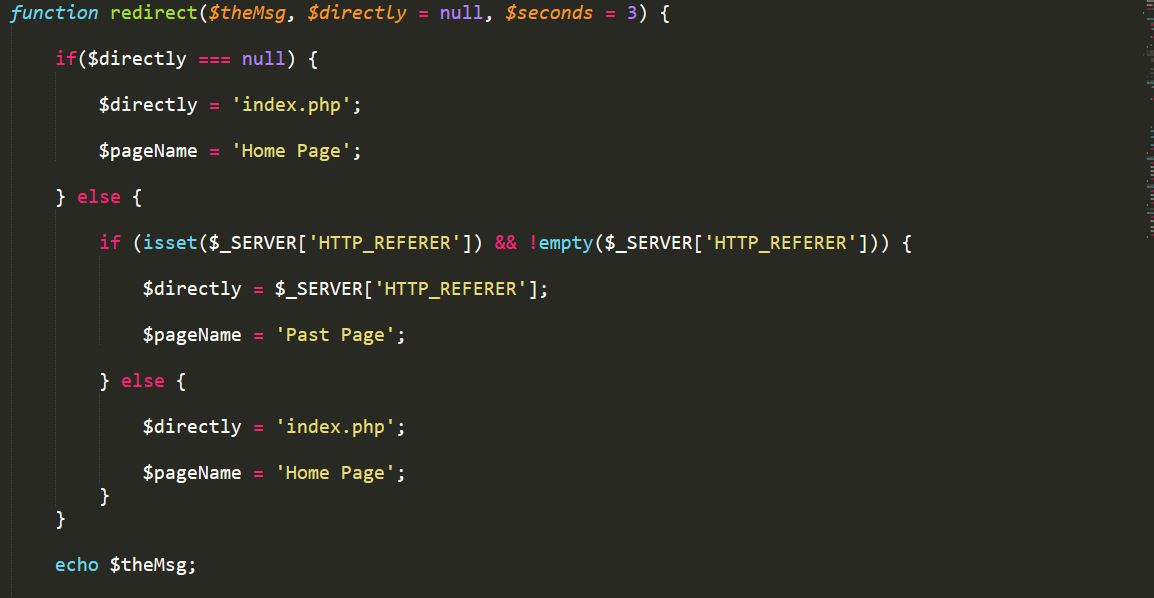 function redirect($theMsg, $directly = null, $seconds = 3) {
if($directly === null) {
$directly = 'index.php';
$pageName = 'Home Page';
} else {
if (isset($_SERVER['HTTP_REFERER']) && !empty($_SERVER['HTTP_REFERER'])) {
$directly = $_SERVER['HTTP_REFERER'];
$pageName = 'Past Page';
} else {
$directly = 'index.php';
$pageName = 'Home Page';
}
}
echo $theMsg;